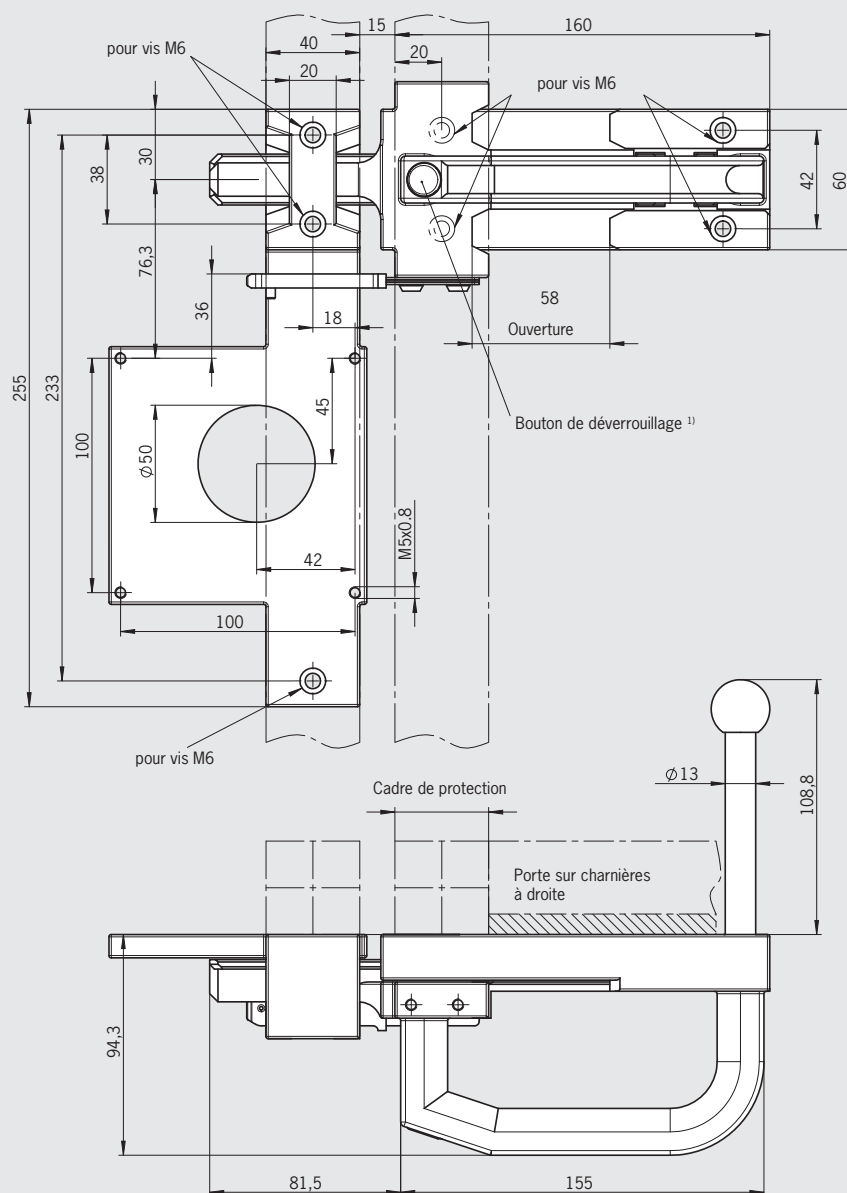 15
160
40
pour vis M6
20
20
pour vis M6
30
38
42
60
76,3
36
58
18
Ouverture
255
233
45
100
Ø50
Bouton de déverrouillage 1)
M5x0.8
42
100
pour vis M6
Ø13
108,8
Cadre de protection
Porte sur charnières
à droite
94,3
81,5
155